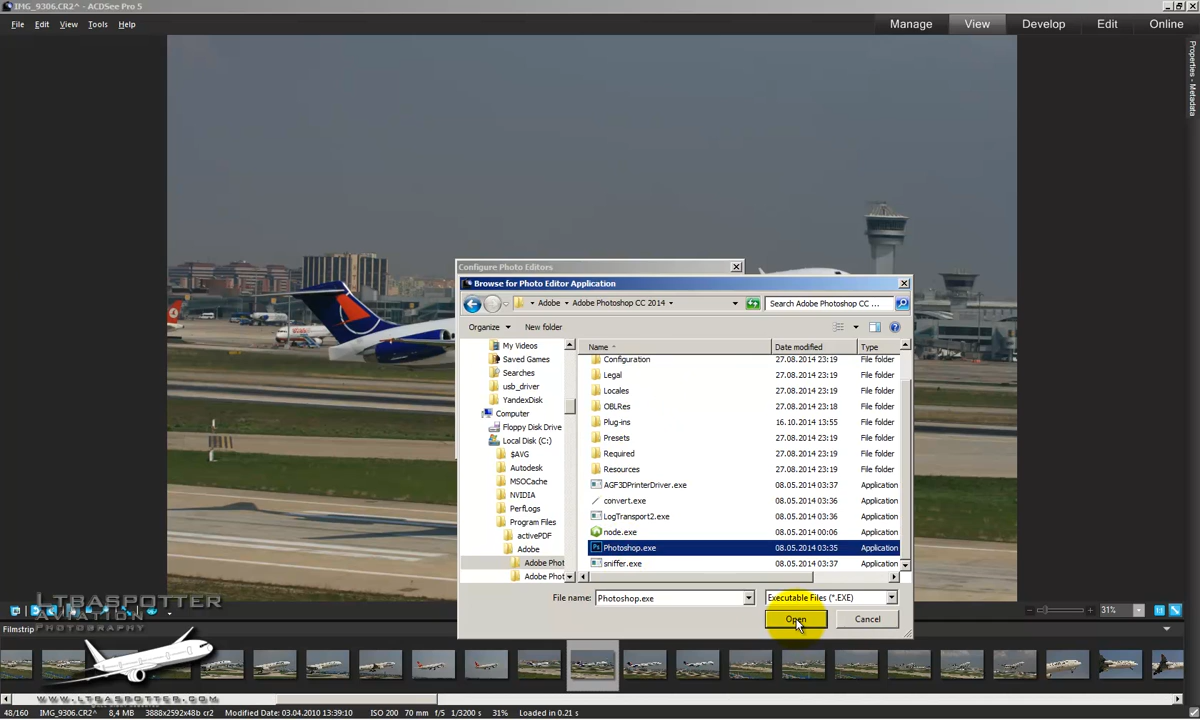 IMG_9306.CR2^ - ACDSee Pro 5
File Edit View Tools Help
Manage View Develop Edit Online
Properties - Metadata
Configure Photo Editors
Browse for Photo Editor Application
Adobe Adobe Photoshop CC 2014
Search Adobe Photoshop CC ...
Organize New folder
My Videos
Saved Games
Searches
usb_driver
YandexDisk
Computer
Floppy Disk Drive
Local Disk (C:)
$AVG
Autodesk
MSOCache
NVIDIA
PerfLogs
Program Files
activePDF
Adobe
Adobe Phot
Adobe Phot
Name Date modified Type
Configuration 27.08.2014 23:19 File folder
Legal 27.08.2014 23:19 File folder
Locales 27.08.2014 23:19 File folder
OBLRes 27.08.2014 23:18 File folder
Plug-ins 16.10.2014 13:55 File folder
Presets 27.08.2014 23:19 File folder
Required 27.08.2014 23:19 File folder
Resources 27.08.2014 23:19 File folder
AGF3DPrinterDriver.exe 08.05.2014 03:37 Application
convert.exe 08.05.2014 03:36 Application
LogTransport2.exe 08.05.2014 03:36 Application
node.exe 08.05.2014 00:06 Application
Photoshop.exe 08.05.2014 03:35 Application
sniffer.exe 08.05.2014 03:37 Application
File name: Photoshop.exe Executable Files (*.EXE)
Open Cancel
31%
LTBASPOTTER
AVIATION
PHOTOGRAPHY
Filmstrip
www.LTBASPOTTER.COM
48/160 IMG_9306.CR2^ 8,4 MB 3888x2592x48b cr2 Modified Date: 03.04.2010 13:39:10 ISO 200 70 mm f/5 1/3200 s 31% Loaded in 0.21 s